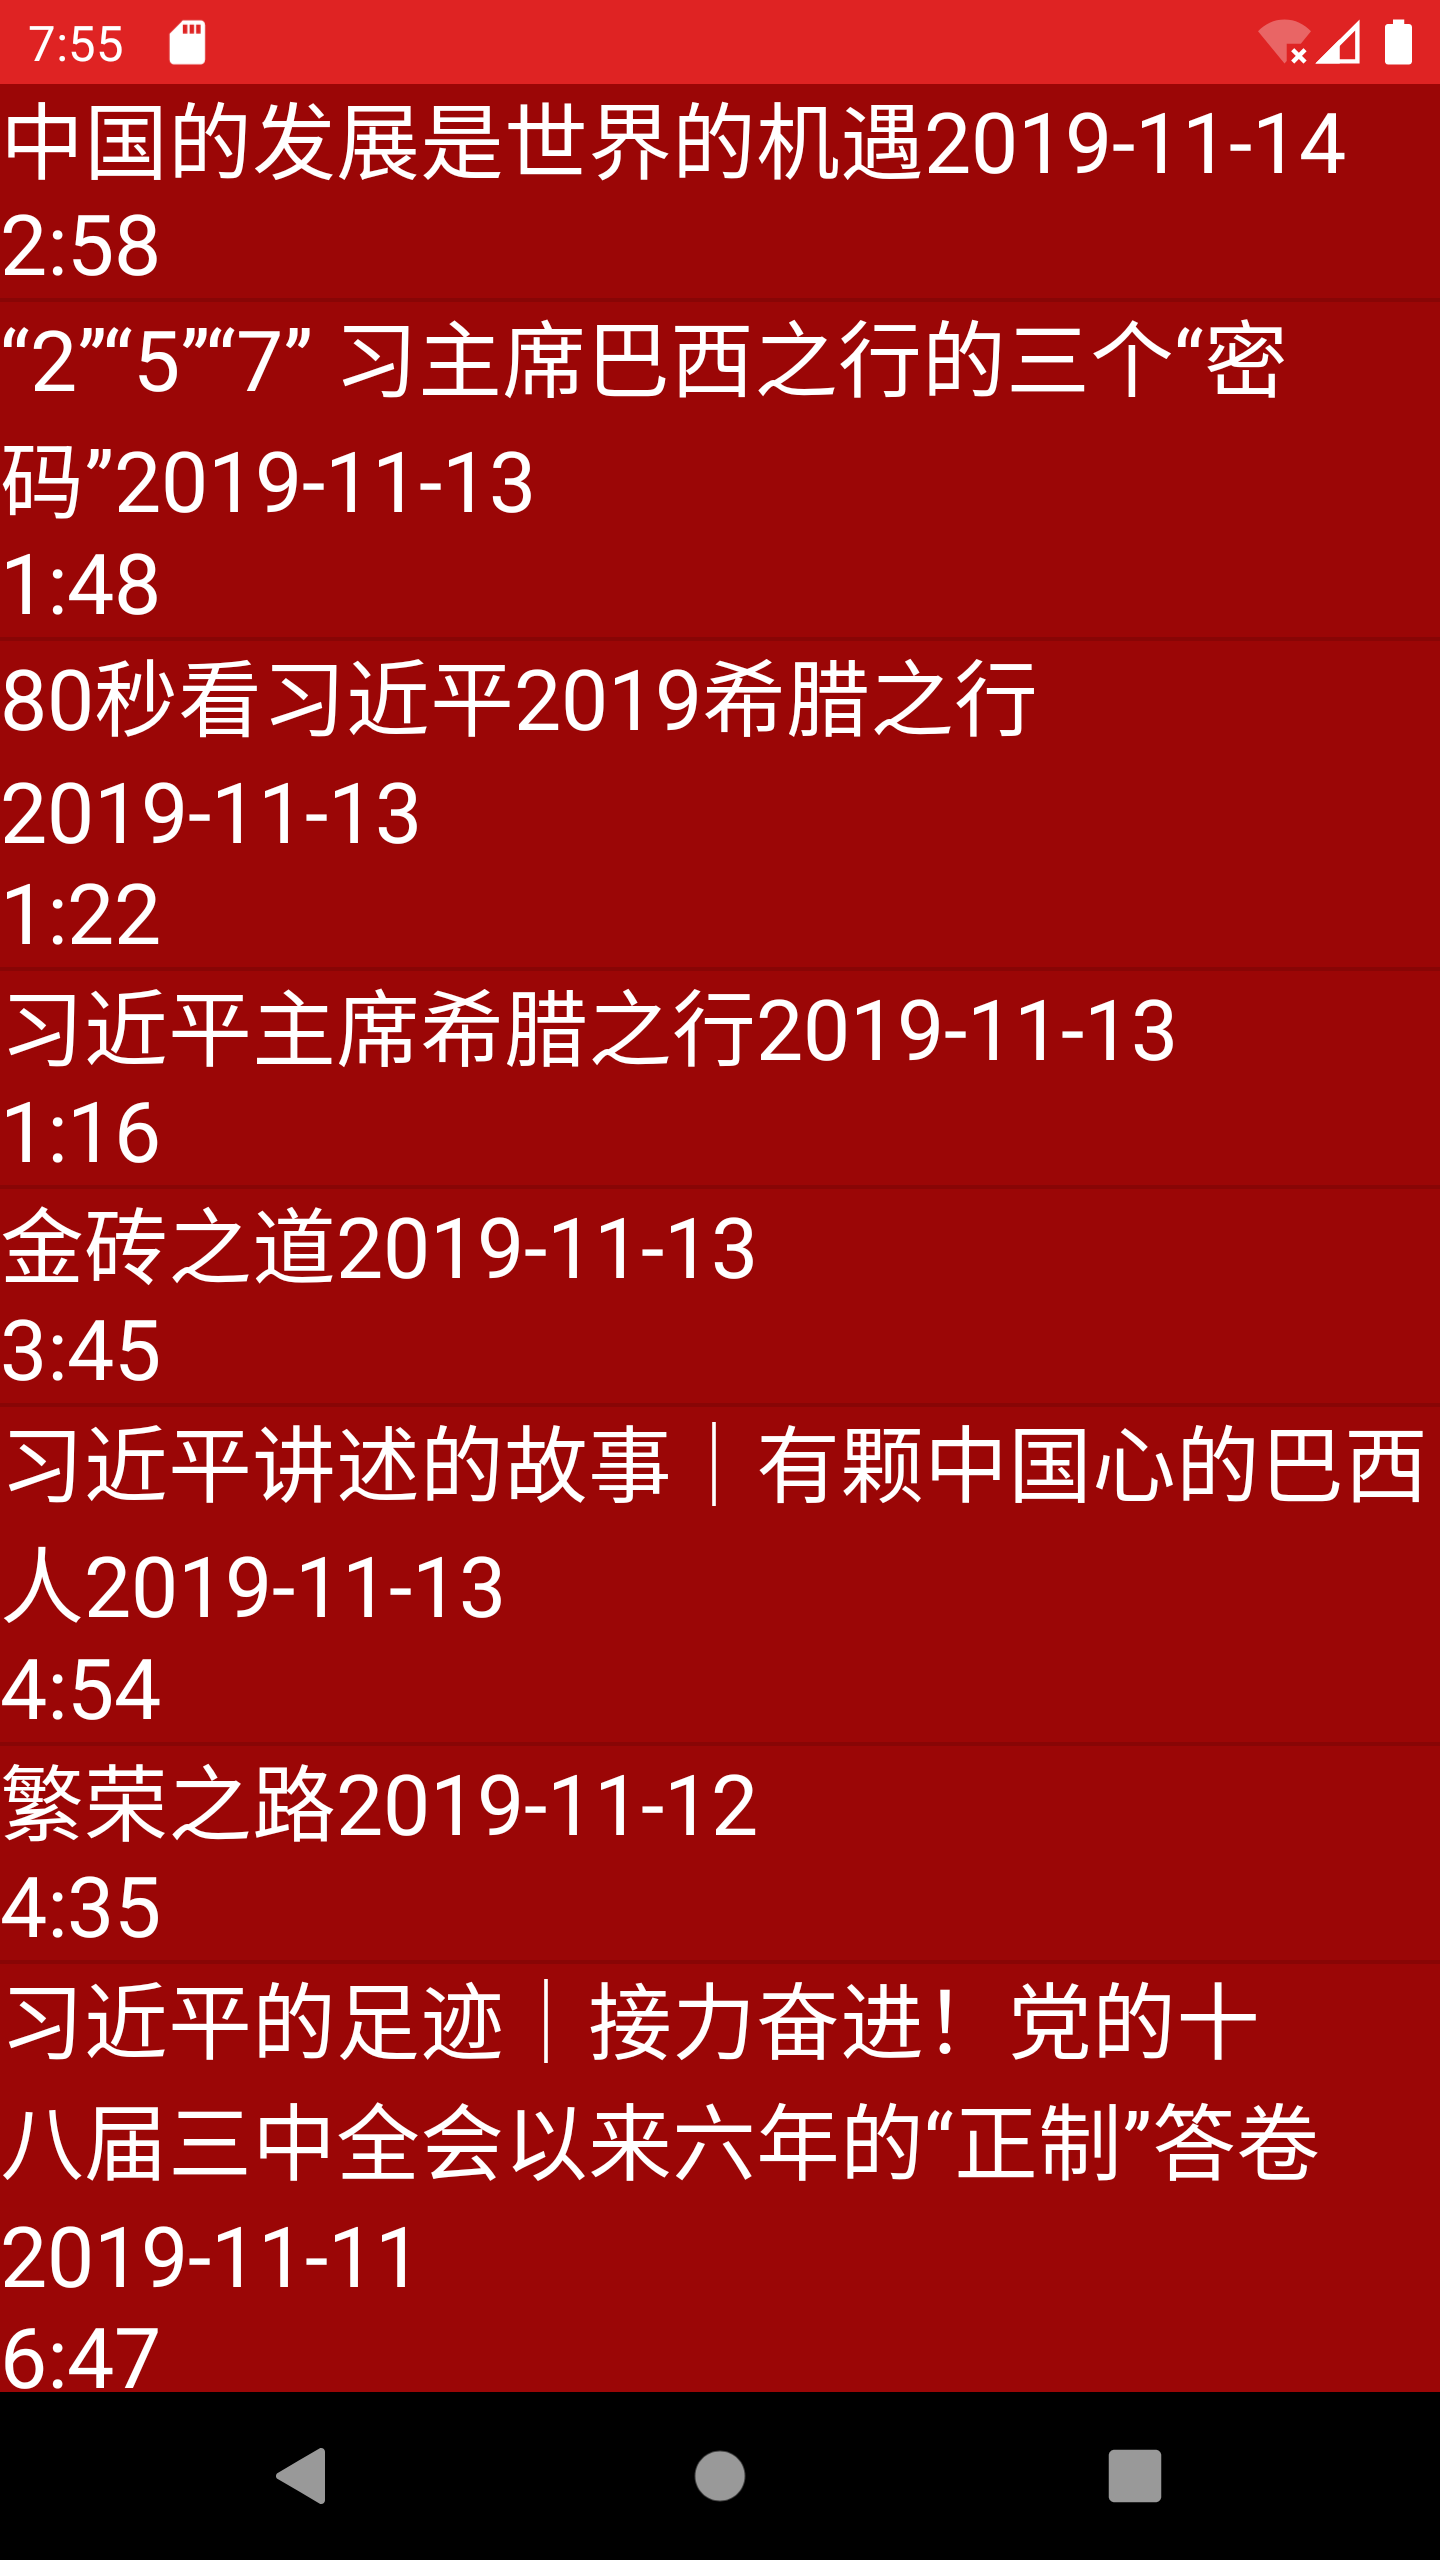 7:55
中国的发展是世界的机遇2019-11-14
2:58
“2”“5”“7” 习主席巴西之行的三个“密
码”2019-11-13
1:48
80秒看习近平2019希腊之行
2019-11-13
1:22
习近平主席希腊之行2019-11-13
1:16
金砖之道2019-11-13
3:45
习近平讲述的故事｜有颗中国心的巴西
人2019-11-13
4:54
繁荣之路2019-11-12
4:35
习近平的足迹｜接力奋进！党的十
八届三中全会以来六年的“正制”答卷
2019-11-11
6:47